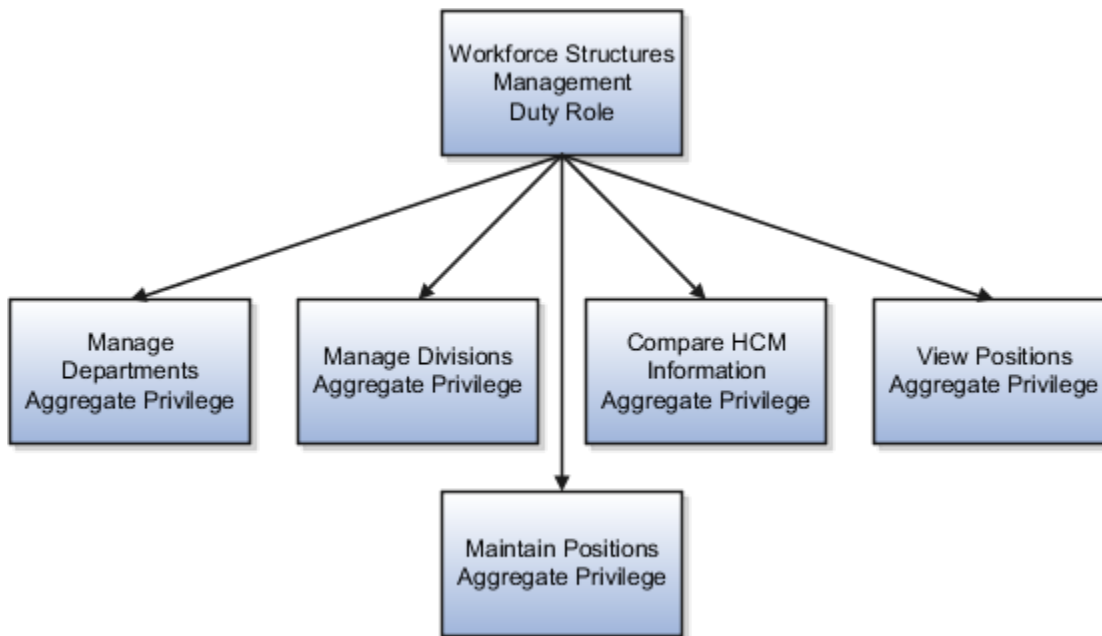 Workforce Structures
Management
Duty Role
Manage
Departments
Aggregate Privilege
Manage Divisions
Aggregate Privilege
Compare HCM
Information
Aggregate Privilege
View Positions
Aggregate Privilege
Maintain Positions
Aggregate Privilege